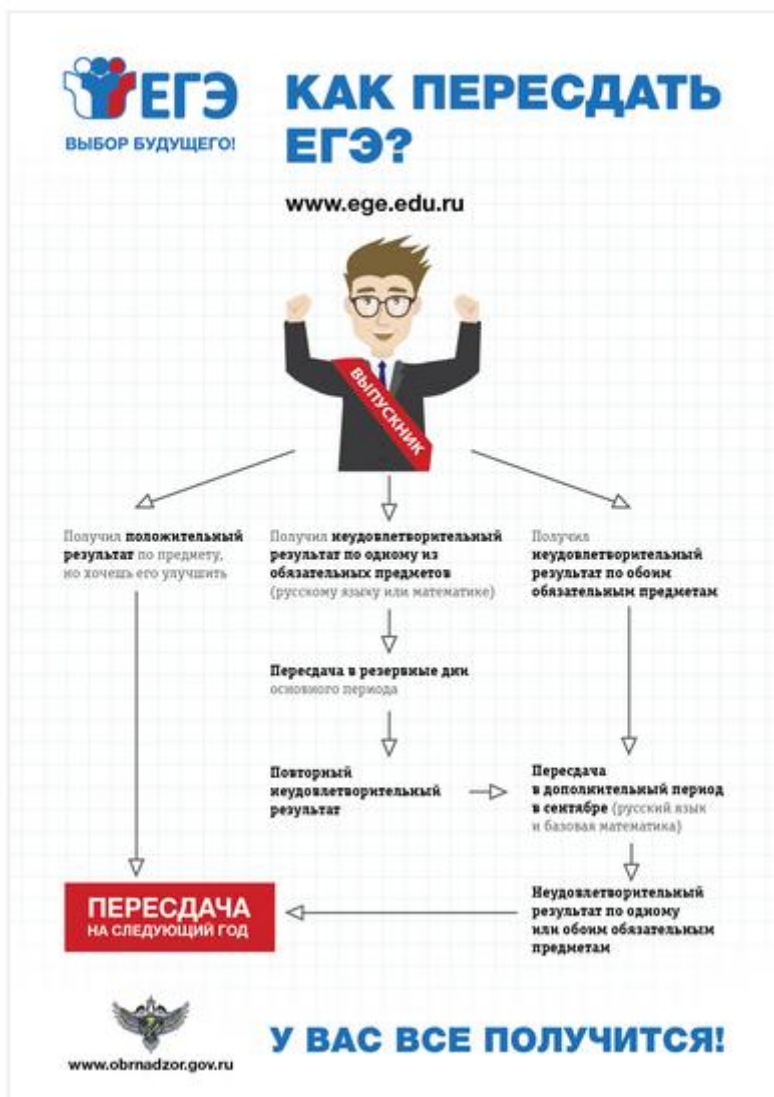 ЕГЭ
ВЫБОР БУДУЩЕГО!
КАК ПЕРЕСДАТЬ
ЕГЭ?
www.ege.edu.ru
ВЫПУСКНИК
Получил положительный
результат по предмету,
но хочешь его улучшить
Получил неудовлетворительный
результат по одному из
обязательных предметов
(русскому языку или математике)
Получил
неудовлетворительный
результат по обоим
обязательным предметам
Пересдача в резервные дни
основного периода
Повторный
неудовлетворительный
результат
Пересдача
в дополнительный период
в сентябре (русский язык
и базовая математика)
Неудовлетворительный
результат по одному
или обоим обязательным
предметам
ПЕРЕСДАЧА
НА СЛЕДУЮЩИЙ ГОД
www.obrnadzor.gov.ru
У ВАС ВСЕ ПОЛУЧИТСЯ!